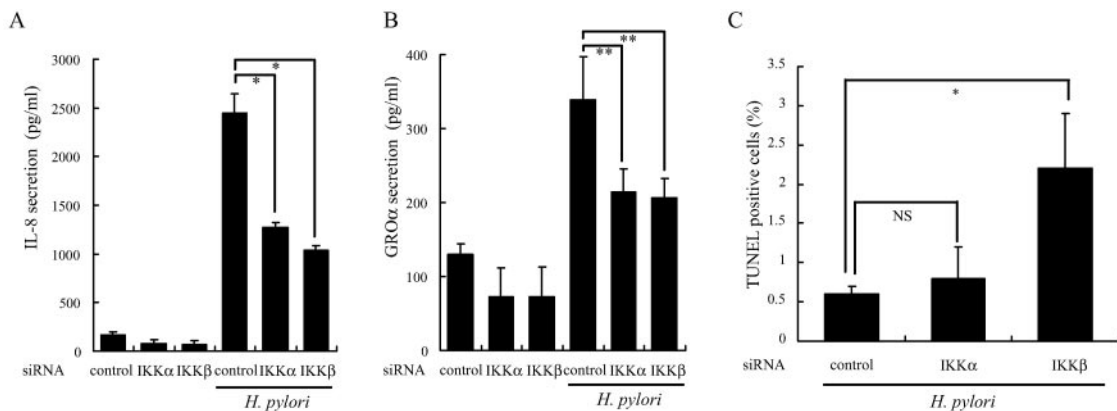 A
IL-8 secretion (pg/ml)
3000
2500
2000
1500
1000
500
0
*
*
siRNA control IKKα IKKβ control IKKα IKKβ
H. pylori
B
GROα secretion (pg/ml)
400
300
200
100
0
**
**
control IKKα IKKβ control IKKα IKKβ
H. pylori
C
TUNEL positive cells (%)
3.5
3
2.5
2
1.5
1
0.5
0
*
NS
siRNA control IKKα IKKβ
H. pylori